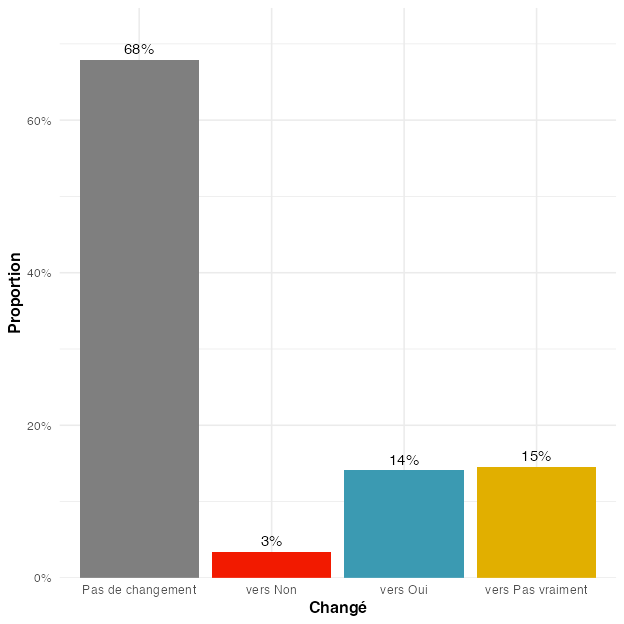 68%
60%
Proportion
40%
20%
15%
14%
3%
0%
Pas de changement vers Non vers Oui vers Pas vraiment
Changé